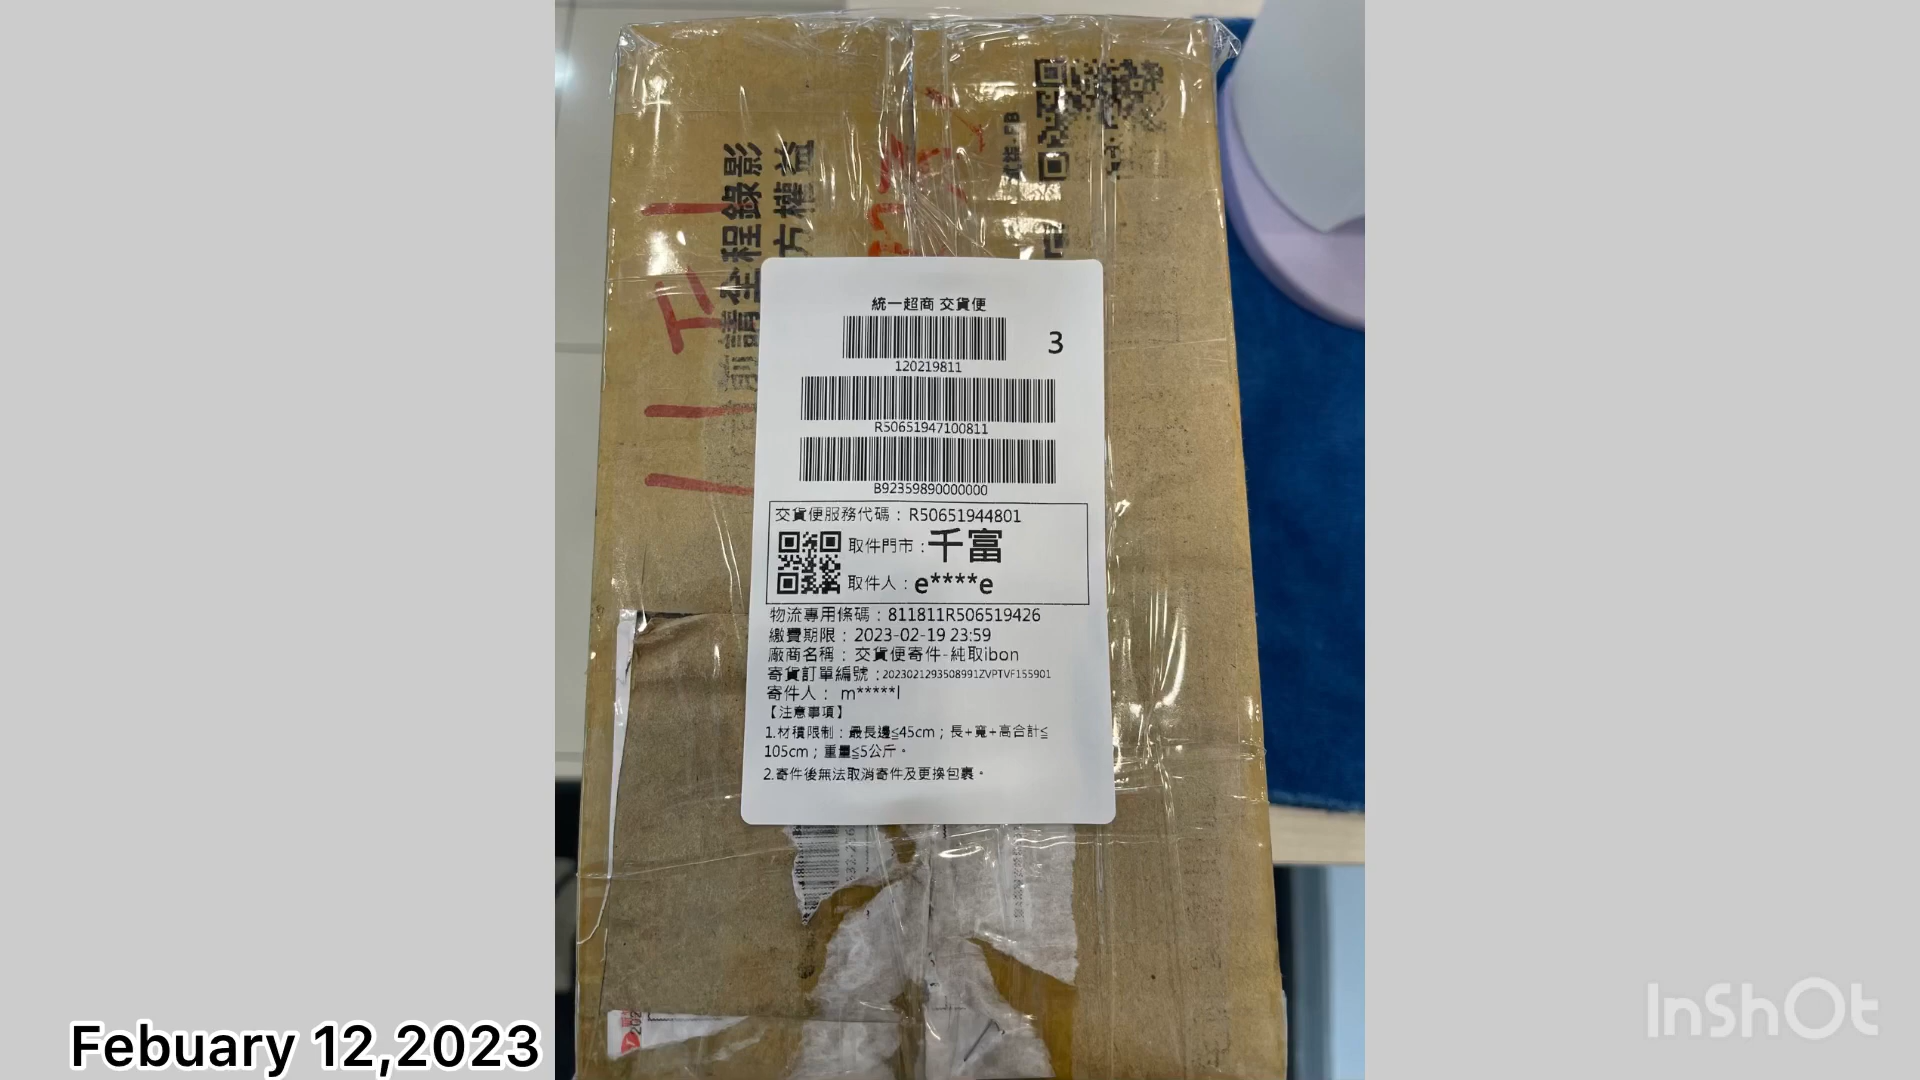 請全程錄影
方權益
統一超商 交貨便
3
120219811
R50651947100811
B92359890000000
交貨便服務代碼：R50651944801
取件門市：千富
取件人：e****e
物流專用條碼：811811R506519426
繳費期限：2023-02-19 23:59
廠商名稱：交貨便寄件-純取ibon
寄貨訂單編號：2023021293508991ZVPTVF155901
寄件人： m*****l
【注意事項】
1.材積限制：最長邊≦45cm；長+寬+高合計≦
105cm；重量≦5公斤。
2.寄件後無法取消寄件及更換包裹。
Febuary 12,2023
InShOt